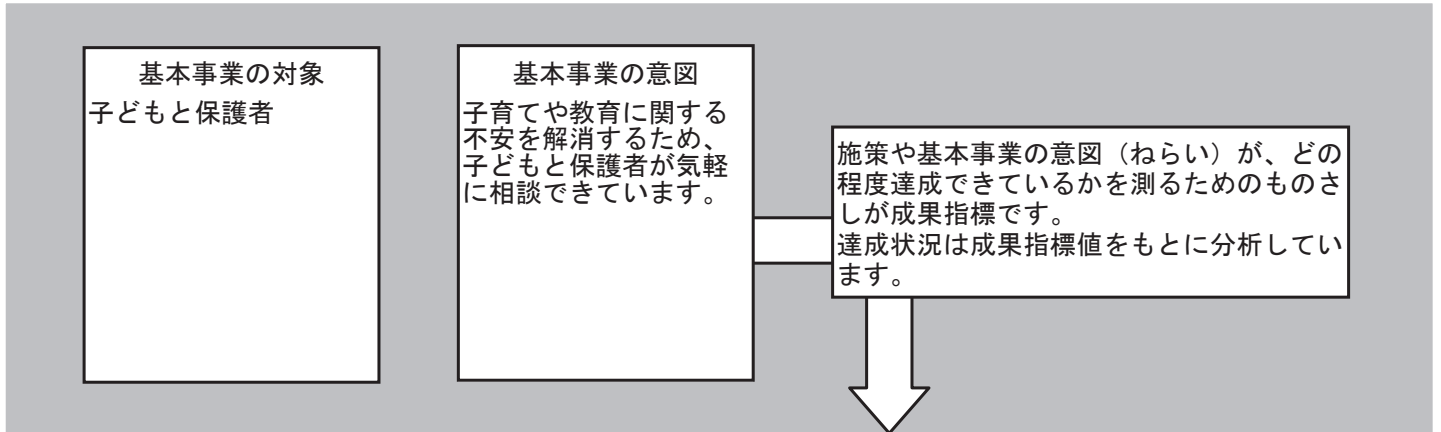 基本事業の対象
子どもと保護者
基本事業の意図
子育てや教育に関する
不安を解消するため、
子どもと保護者が気軽
に相談できています。
施策や基本事業の意図（ねらい）が、どの
程度達成できているかを測るためのものさ
しが成果指標です。
達成状況は成果指標値をもとに分析してい
ます。